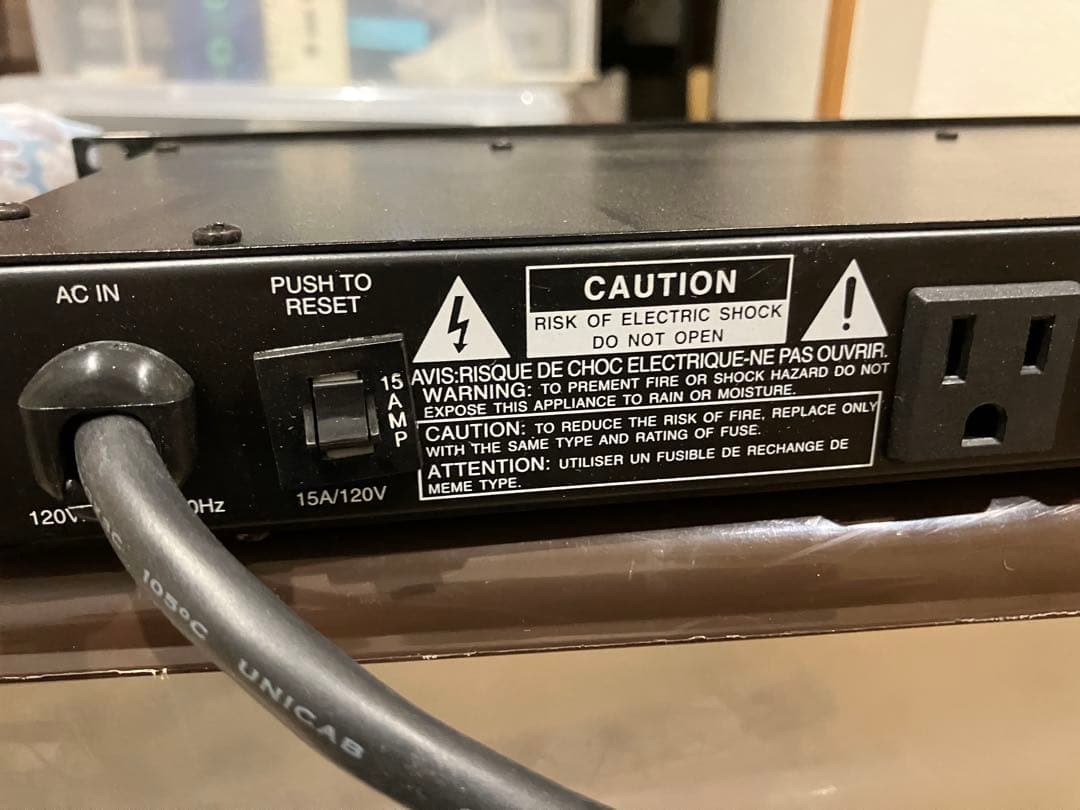 AC IN
PUSH TO
RESET
15
A
M
P
15A/120V
120V
0Hz
CAUTION
RISK OF ELECTRIC SHOCK
DO NOT OPEN
AVIS:RISQUE DE CHOC ELECTRIQUE-NE PAS OUVRIR.
WARNING: TO PREMENT FIRE OR SHOCK HAZARD DO NOT
EXPOSE THIS APPLIANCE TO RAIN OR MOISTURE.
CAUTION: TO REDUCE THE RISK OF FIRE, REPLACE ONLY
WITH THE SAME TYPE AND RATING OF FUSE.
ATTENTION: UTILISER UN FUSIBLE DE RECHANGE DE
MEME TYPE.
105ºC UNICAB